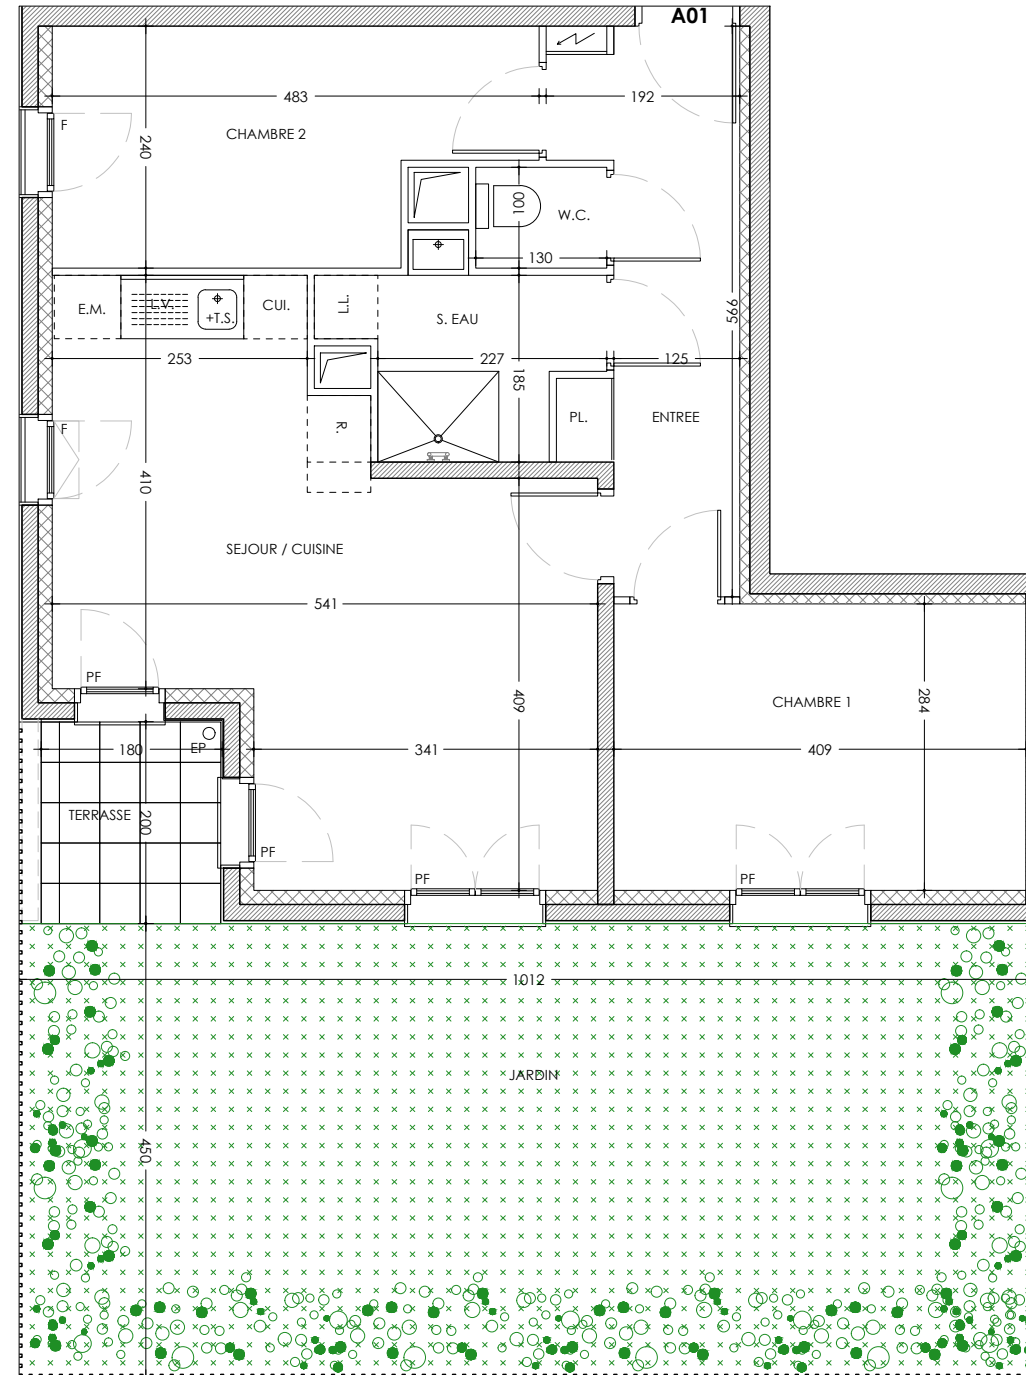 A01
483
192
F
CHAMBRE 2
240
100
W.C.
130
E.M.
L.V.
+T.S.
CUI.
L.L.
S. EAU
595
253
227
125
185
R.
PL.
ENTREE
F
410
SEJOUR / CUISINE
541
PF
409
CHAMBRE 1
284
180
EP
341
409
TERRASSE
200
PF
PF
PF
1012
JARDIN
450